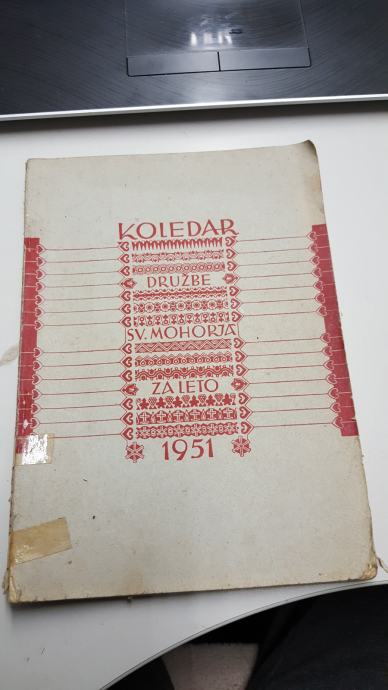 KOLEDAR
DRUŽBE
SV. MOHORJA
ZA LETO
1951